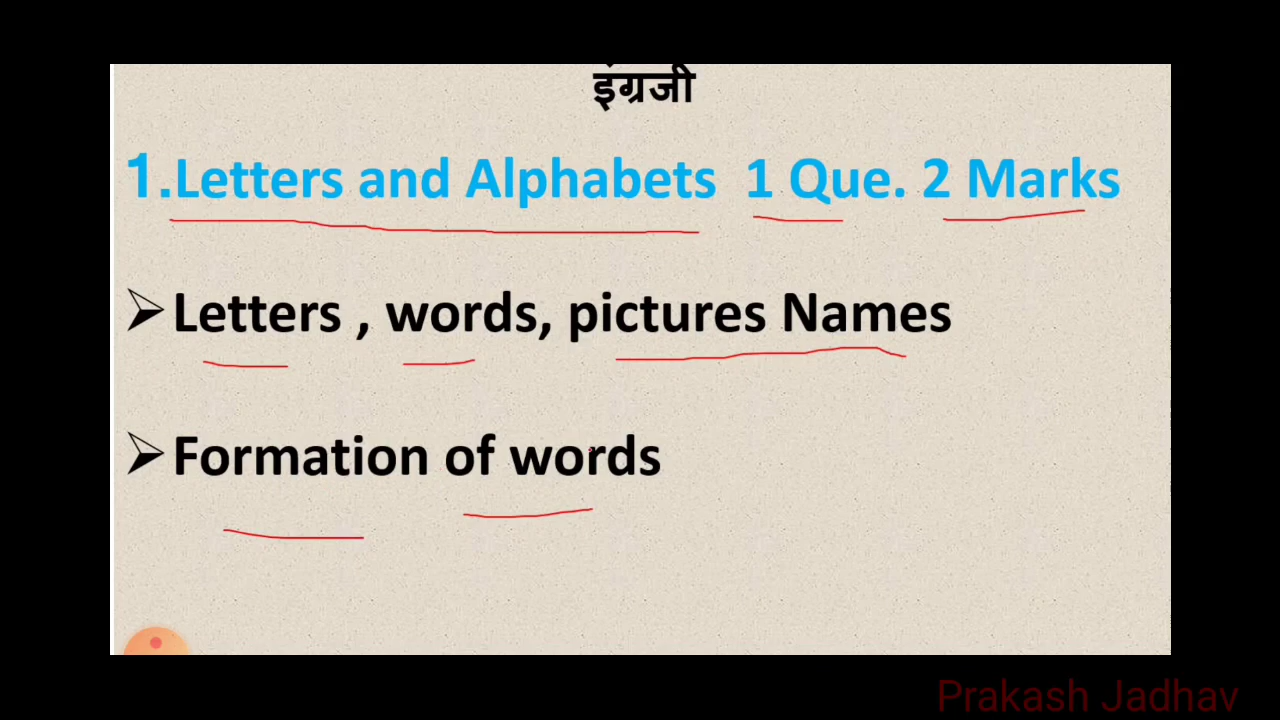 इंग्रजी
1.Letters and Alphabets 1 Que. 2 Marks
➢Letters , words, pictures Names
➢Formation of words
Prakash Jadhav